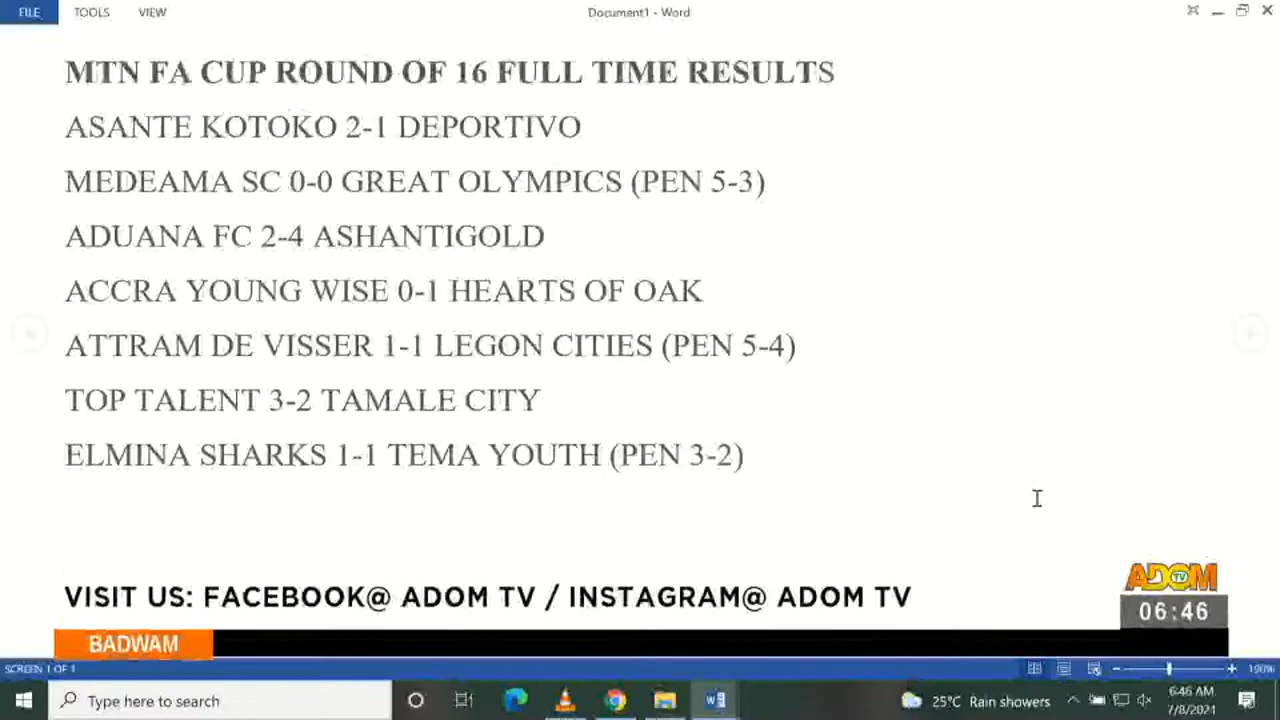 FILE TOOLS VIEW Document1 - Word
MTN FA CUP ROUND OF 16 FULL TIME RESULTS
ASANTE KOTOKO 2-1 DEPORTIVO
MEDEAMA SC 0-0 GREAT OLYMPICS (PEN 5-3)
ADUANA FC 2-4 ASHANTIGOLD
ACCRA YOUNG WISE 0-1 HEARTS OF OAK
ATTRAM DE VISSER 1-1 LEGON CITIES (PEN 5-4)
TOP TALENT 3-2 TAMALE CITY
ELMINA SHARKS 1-1 TEMA YOUTH (PEN 3-2)
ADOM TV
VISIT US: FACEBOOK@ ADOM TV / INSTAGRAM@ ADOM TV
06:46
BADWAM
SCREEN 1 OF 1 190%
Type here to search 25°C Rain showers 6:46 AM
7/8/2021